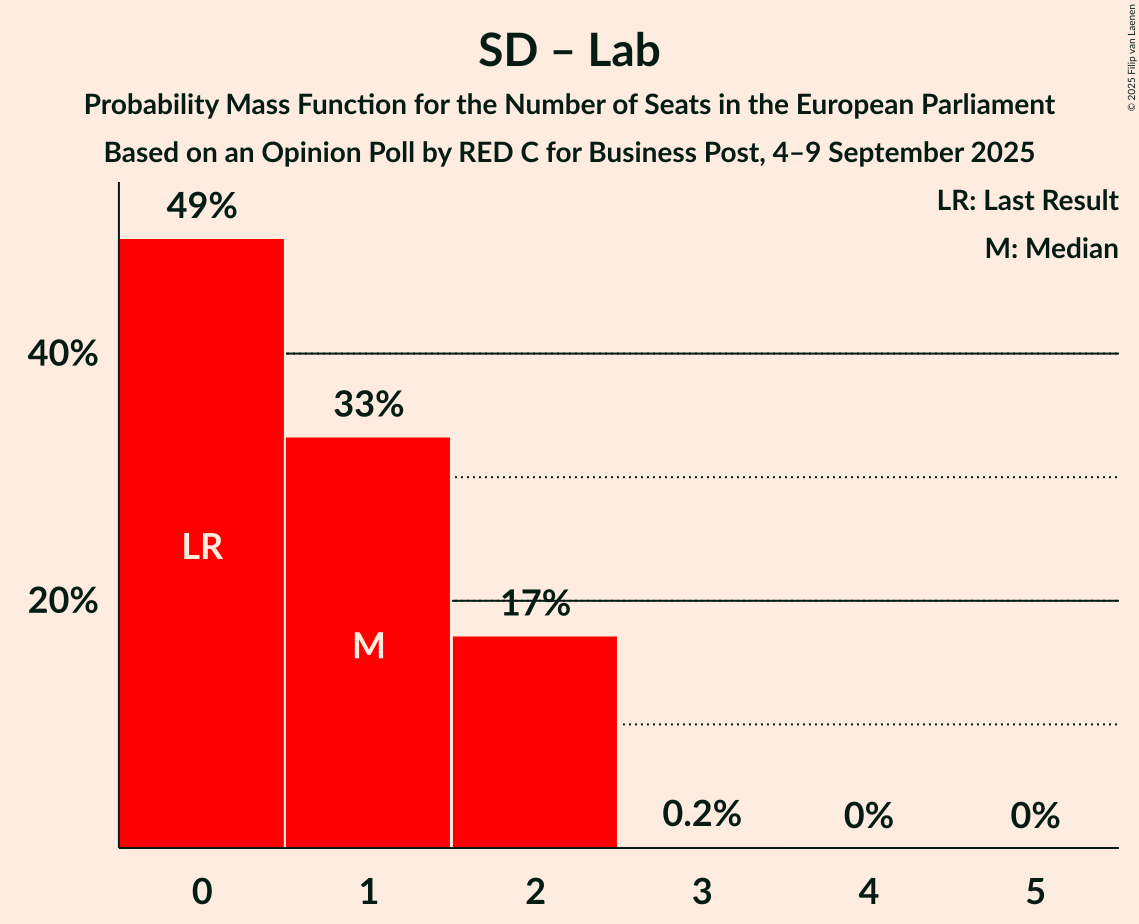 SD – Lab
Probability Mass Function for the Number of Seats in the European Parliament
Based on an Opinion Poll by RED C for Business Post, 4–9 September 2025
© 2025 Filip van Laenen
LR: Last Result
M: Median
49%
40%
33%
LR
20%
17%
M
0.2%
0%
0%
0
1
2
3
4
5